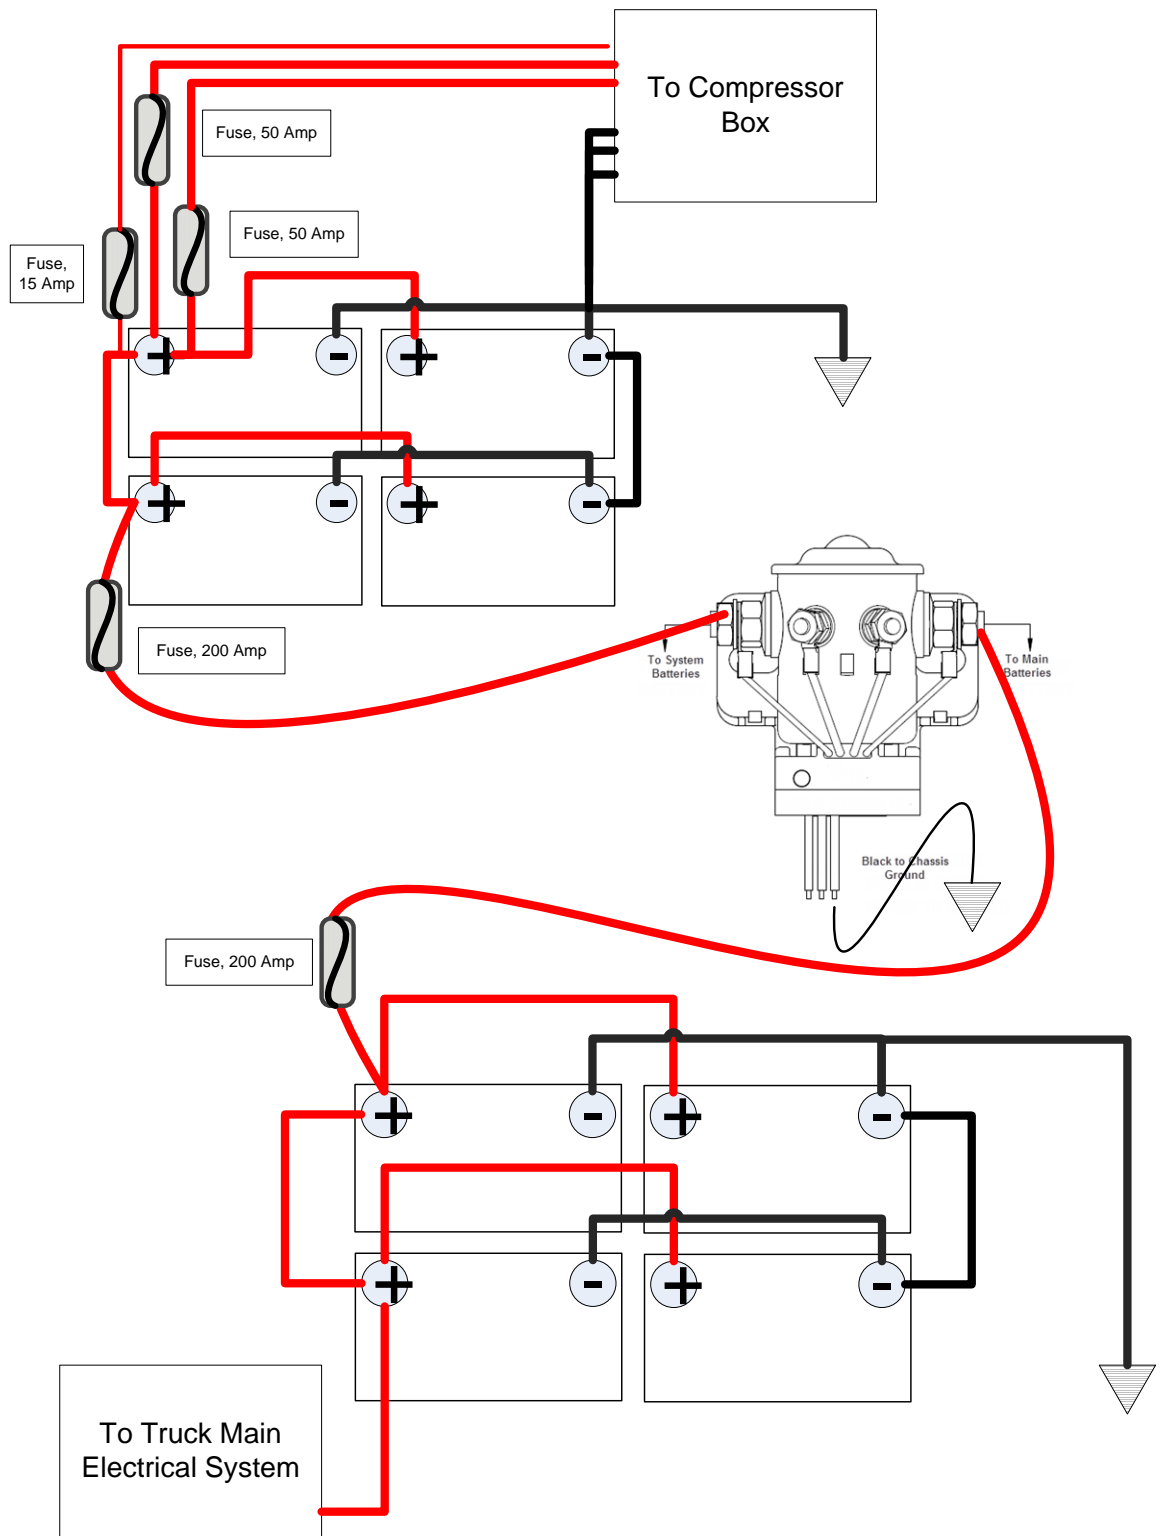 To Compressor
Box
Fuse, 50 Amp
Fuse, 50 Amp
Fuse,
15 Amp
+
-
+
-
+
-
+
-
Fuse, 200 Amp
To System
Batteries
To Main
Batteries
Black to Chassis
Ground
Fuse, 200 Amp
+
-
+
-
+
-
+
-
To Truck Main
Electrical System